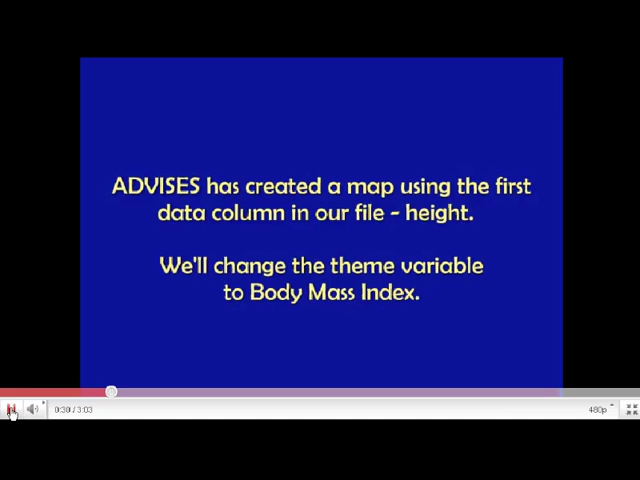 ADVISES has created a map using the first
data column in our file - height.
We'll change the theme variable
to Body Mass Index.
0:30 / 3:03
480p